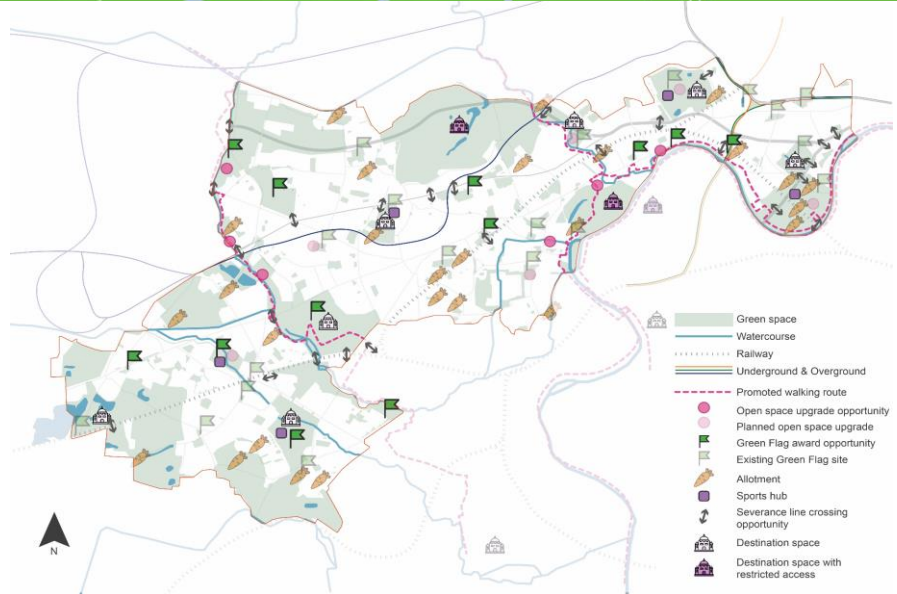 Green space
Watercourse
Railway
Underground & Overground
Promoted walking route
Open space upgrade opportunity
Planned open space upgrade
Green Flag award opportunity
Existing Green Flag site
Allotment
Sports hub
Severance line crossing
opportunity
Destination space
Destination space with
restricted access
N